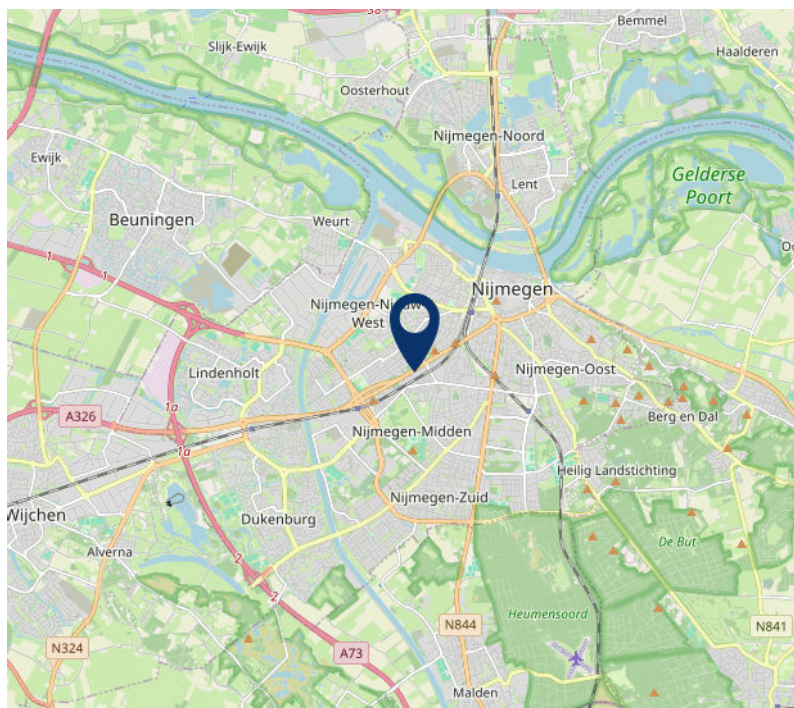 38
Bemmel
Slijk-Ewijk
Haalderen
Oosterhout
Nijmegen-Noord
Ewijk
Lent
Gelderse
Poort
Beuningen
Weurt
1
1
Nijmegen
Nijmegen-Nieuw
West
Lindenholt
Nijmegen-Oost
1a
A326
Berg en Dal
Nijmegen-Midden
1a
Heilig Landstichting
Nijmegen-Zuid
Wijchen
Dukenburg
De But
Alverna
2
2
Heumensoord
N844
N841
N324
A73
Malden